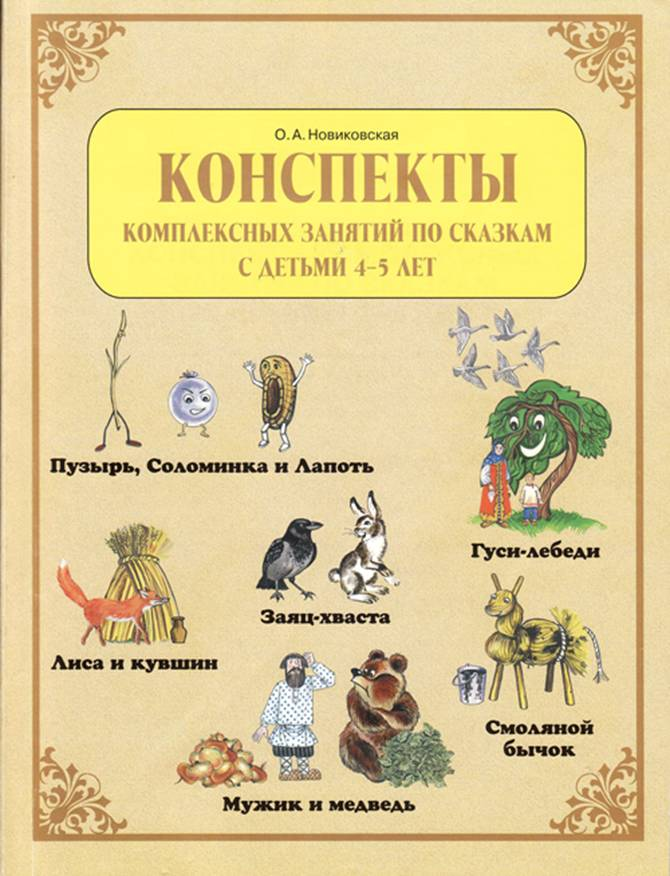 О. А. Новиковская
КОНСПЕКТЫ
КОМПЛЕКСНЫХ ЗАНЯТИЙ ПО СКАЗКАМ
С ДЕТЬМИ 4–5 ЛЕТ
Пузырь, Соломинка и Лапоть
Гуси-лебеди
Заяц-хваста
Лиса и кувшин
Смоляной
бычок
Мужик и медведь